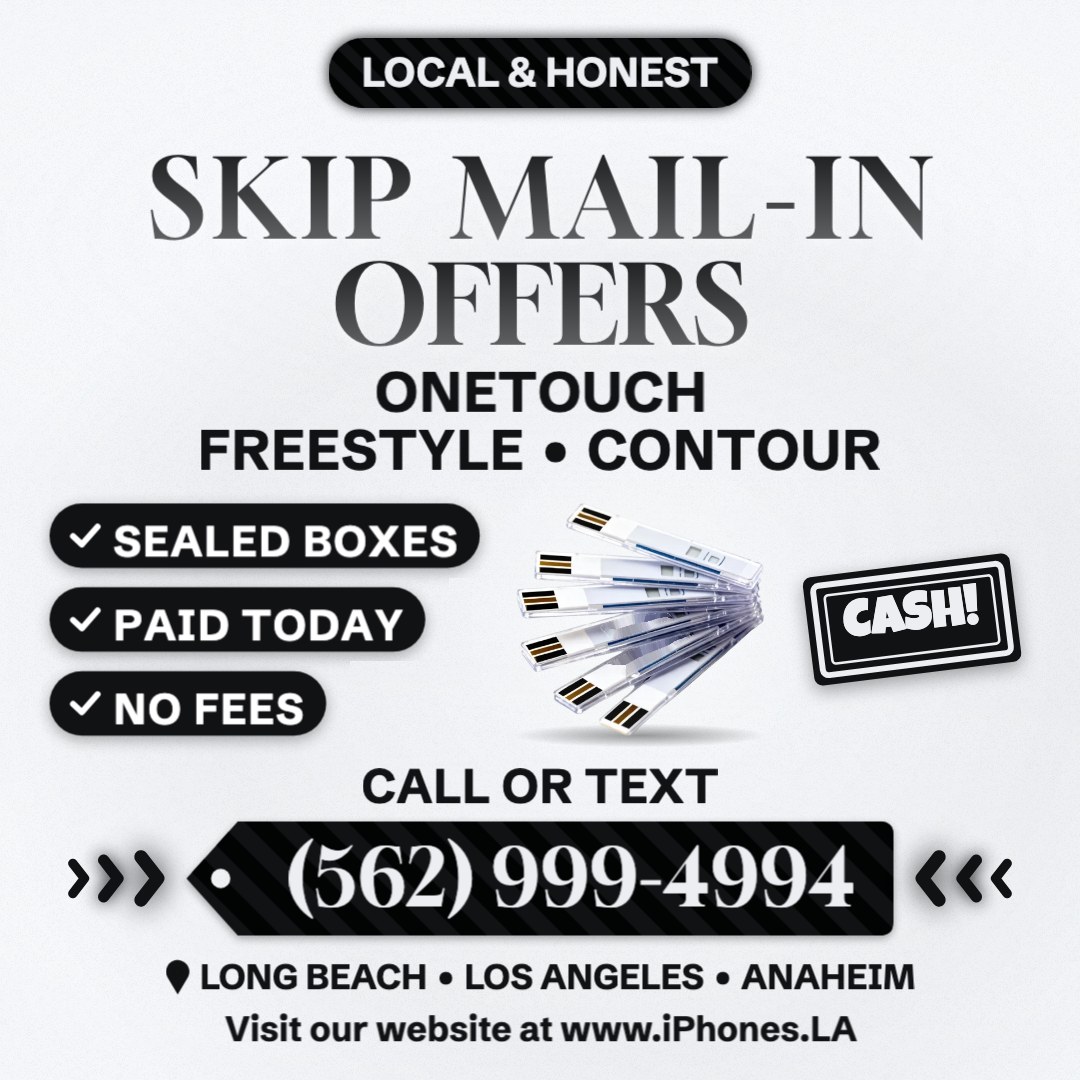 LOCAL & HONEST
SKIP MAIL-IN
OFFERS
ONETOUCH
FREESTYLE • CONTOUR
✓ SEALED BOXES
✓ PAID TODAY
✓ NO FEES
CASH!
CALL OR TEXT
(562) 999-4994
LONG BEACH • LOS ANGELES • ANAHEIM
Visit our website at www.iPhones.LA